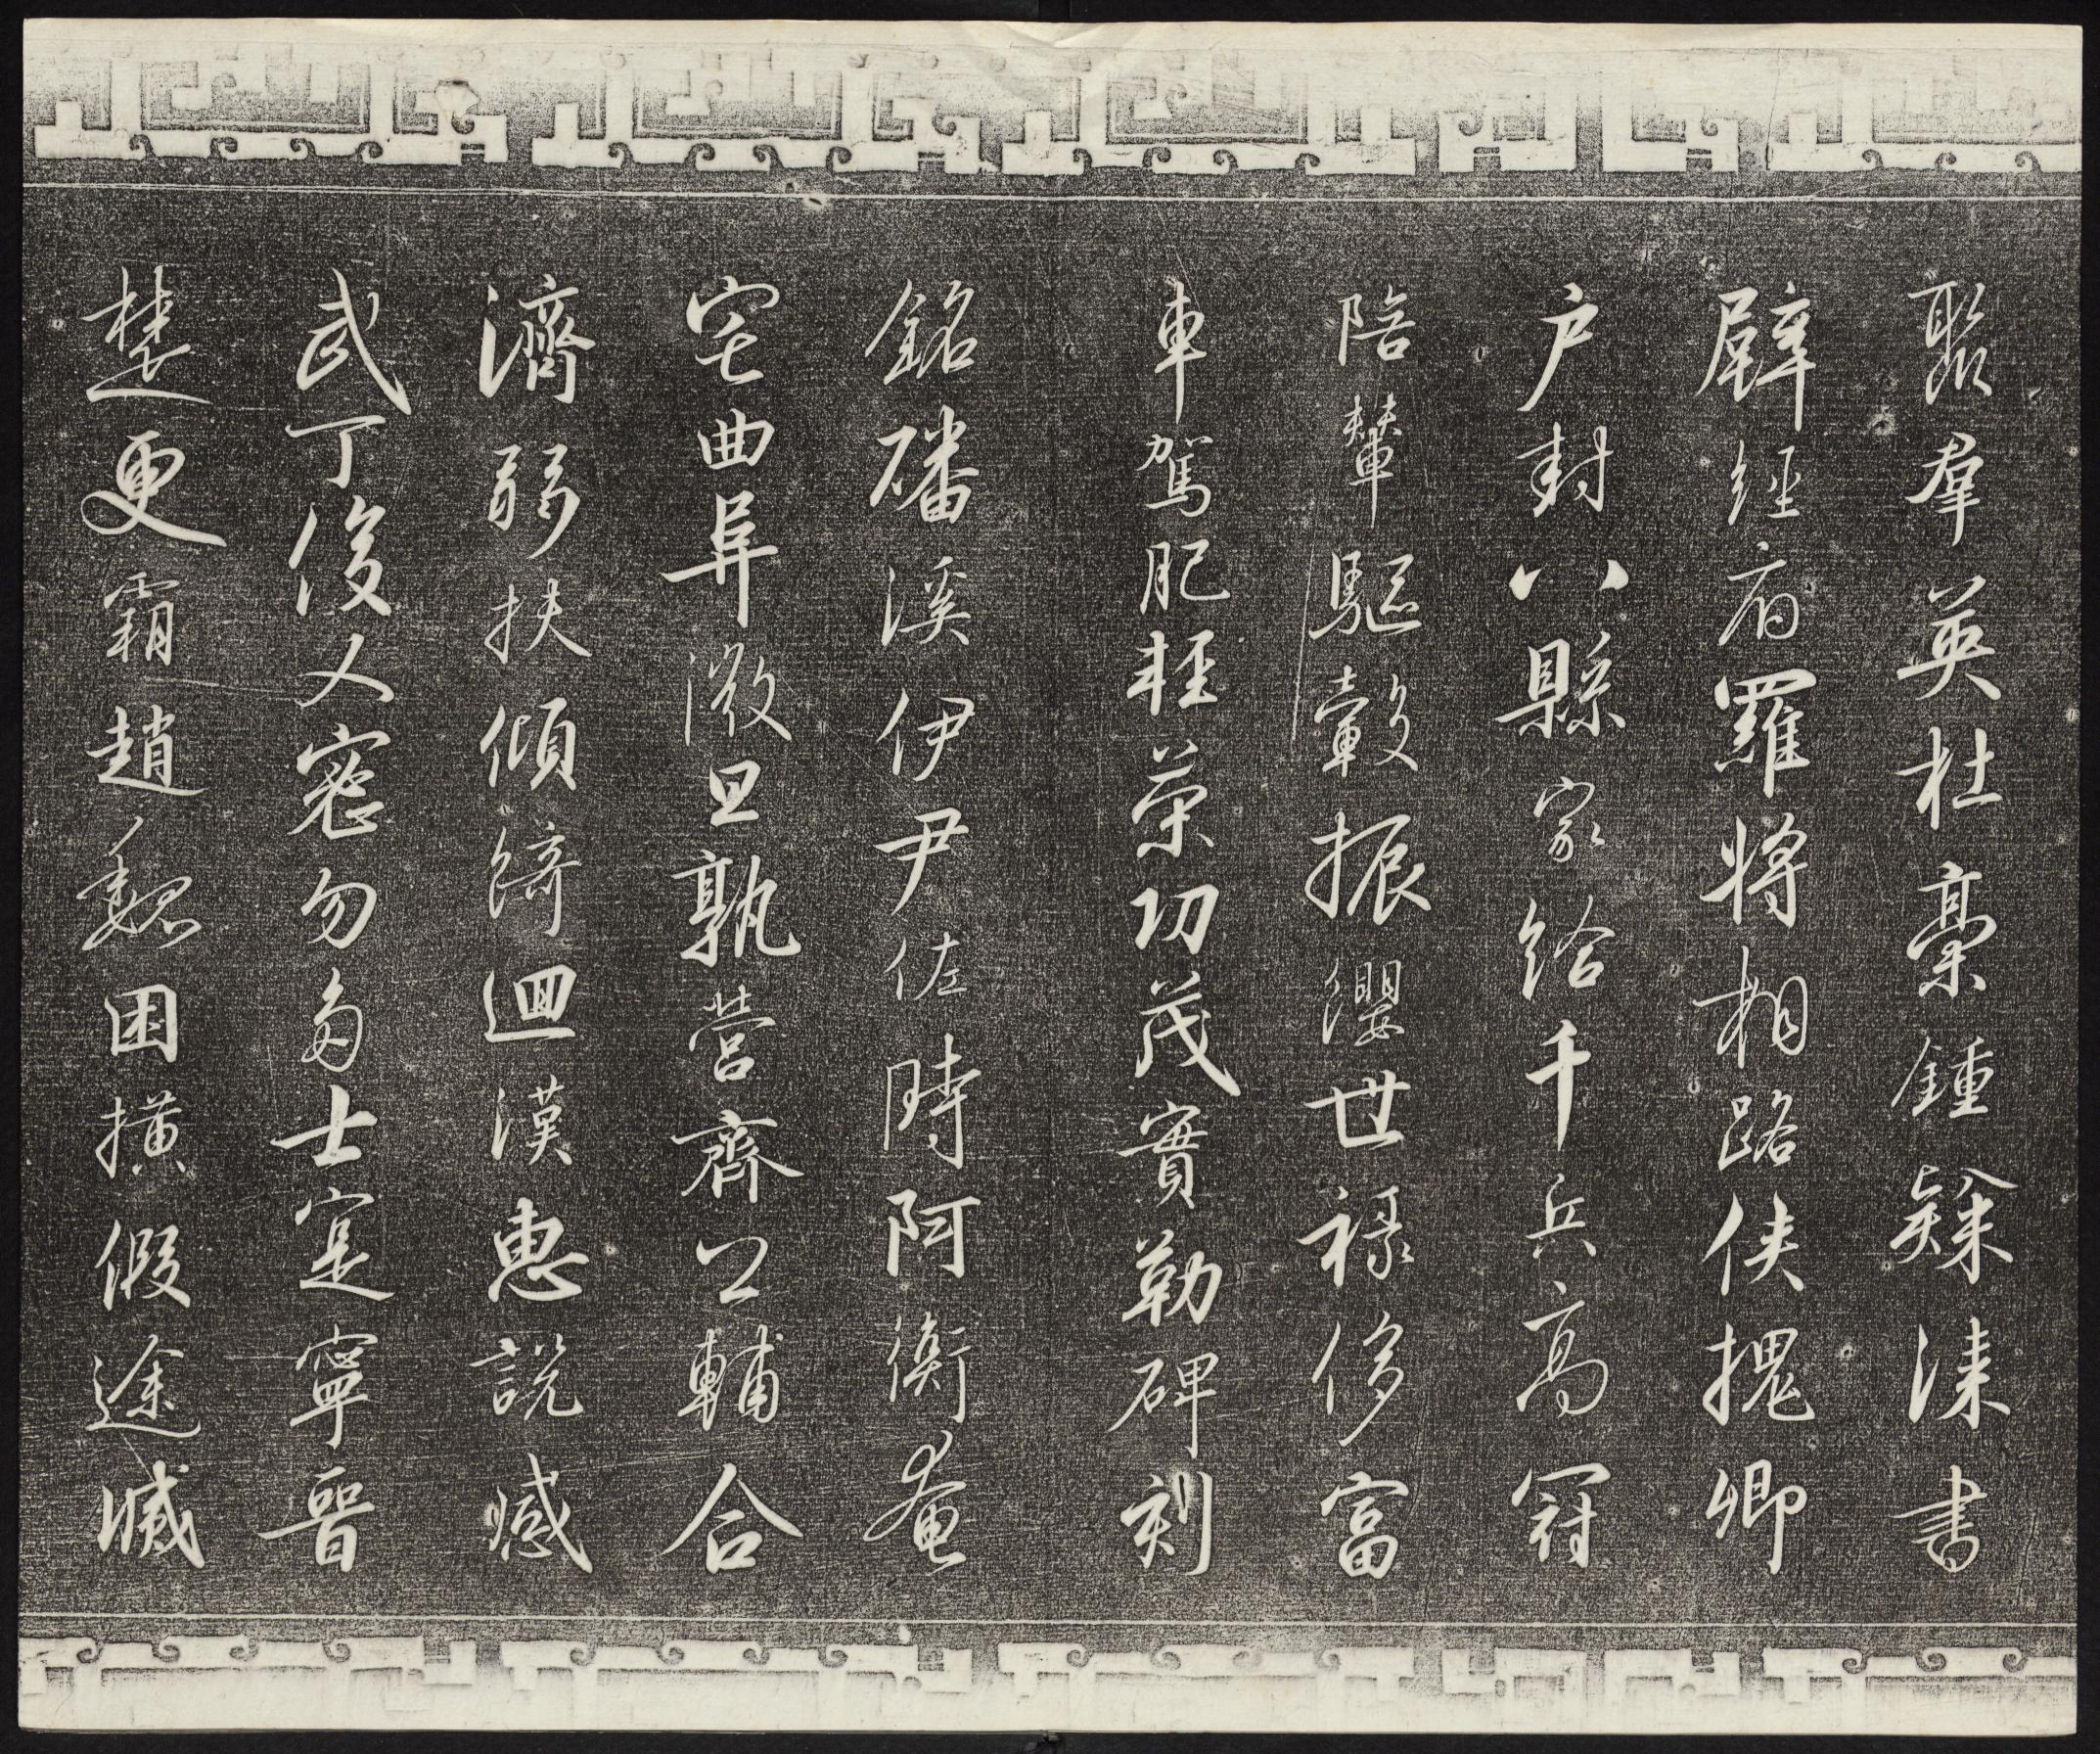 聚群英杜稾鍾隸漆書
壁經府羅將相路俠槐卿
户封八縣家給千兵高冠
陪輦驅轂振纓世祿侈富
車駕肥輕策功茂實勒碑刻
銘磻溪伊尹佐時阿衡奄
宅曲阜微旦孰營齊公輔合
濟弱扶傾綺迴漢惠說感
武丁俊乂密勿多士寔寧晉
楚更霸趙魏困橫假途滅